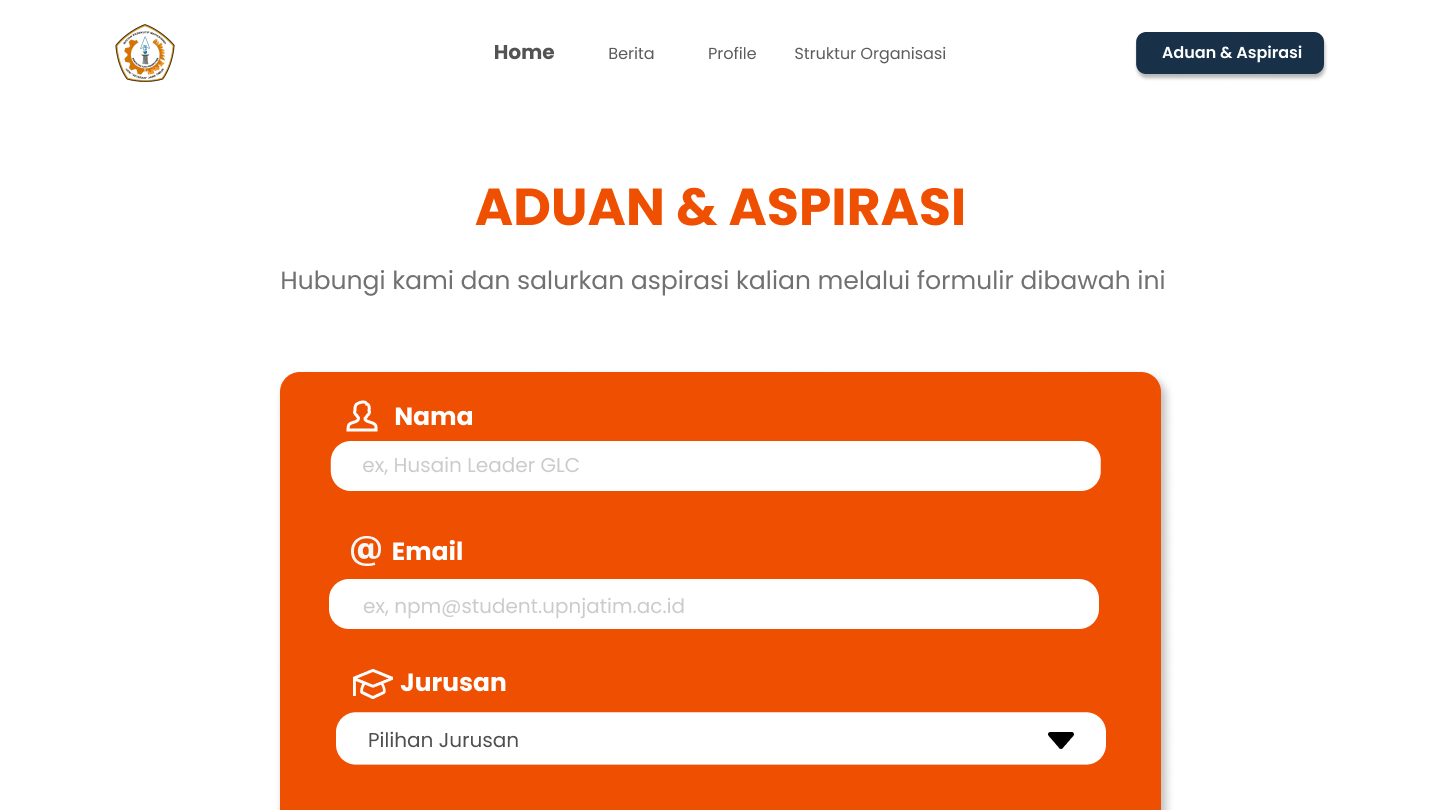 Home Berita Profile Struktur Organisasi Aduan & Aspirasi
ADUAN & ASPIRASI
Hubungi kami dan salurkan aspirasi kalian melalui formulir dibawah ini
Nama
ex, Husain Leader GLC
@ Email
ex, npm@student.upnjatim.ac.id
Jurusan
Pilihan Jurusan